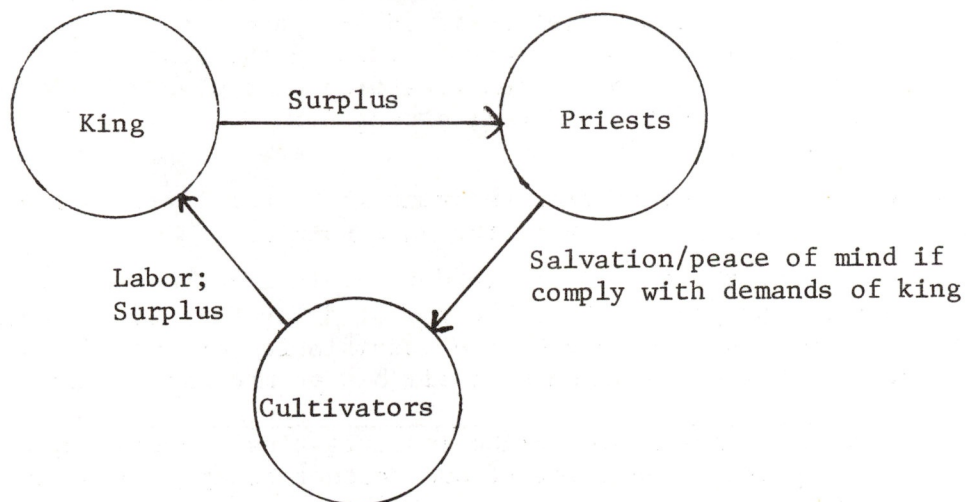 King
Surplus
Priests
Labor;
Surplus
Salvation/peace of mind if
comply with demands of king
Cultivators